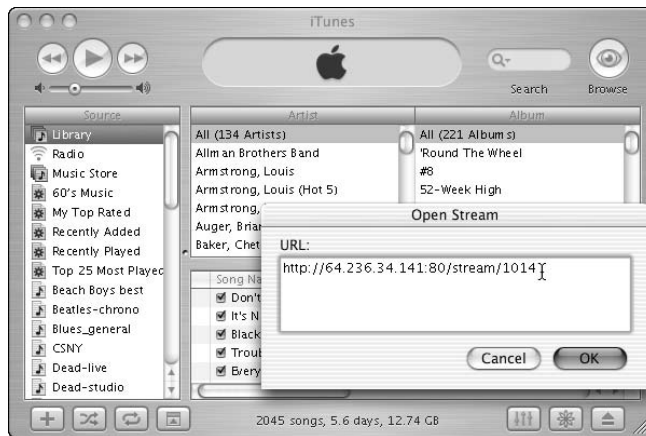 iTunes
Search
Browse
Source
Library
Radio
Music Store
60's Music
My Top Rated
Recently Added
Recently Played
Top 25 Most Played
Beach Boys best
Beatles-chrono
Blues_general
CSNY
Dead-live
Dead-studio
Artist
All (134 Artists)
Allman Brothers Band
Armstrong, Louis
Armstrong, Louis (Hot 5)
Armstrong,
Auger, Bria
Baker, Chet
Album
All (221 Albums)
'Round The Wheel
#8
52-Week High
Song Na
Don't
It's N
Black
Troub
Every
Open Stream
URL:
http://64.236.34.141:80/stream/1014
Cancel
OK
2045 songs, 5.6 days, 12.74 GB